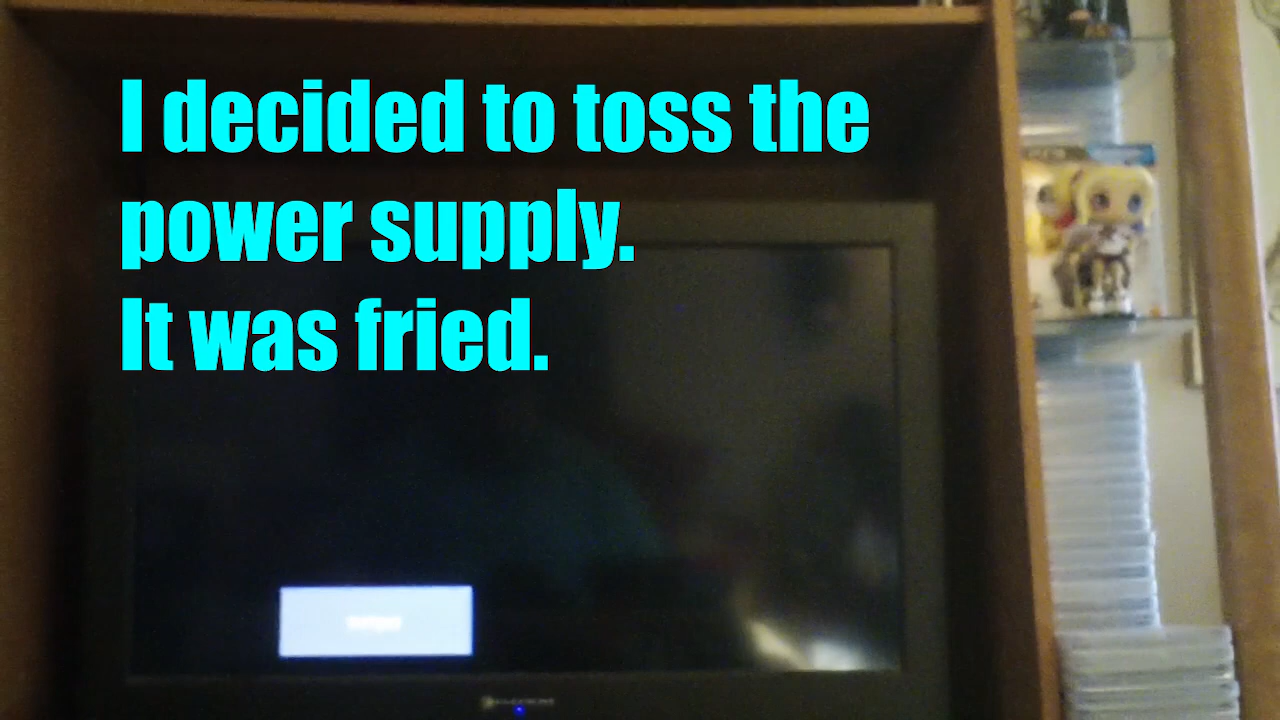 I decided to toss the
power supply.
It was fried.